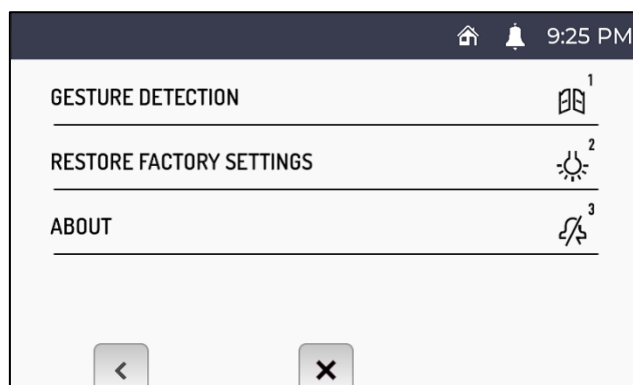 9:25 PM
GESTURE DETECTION 1
RESTORE FACTORY SETTINGS 2
ABOUT 3